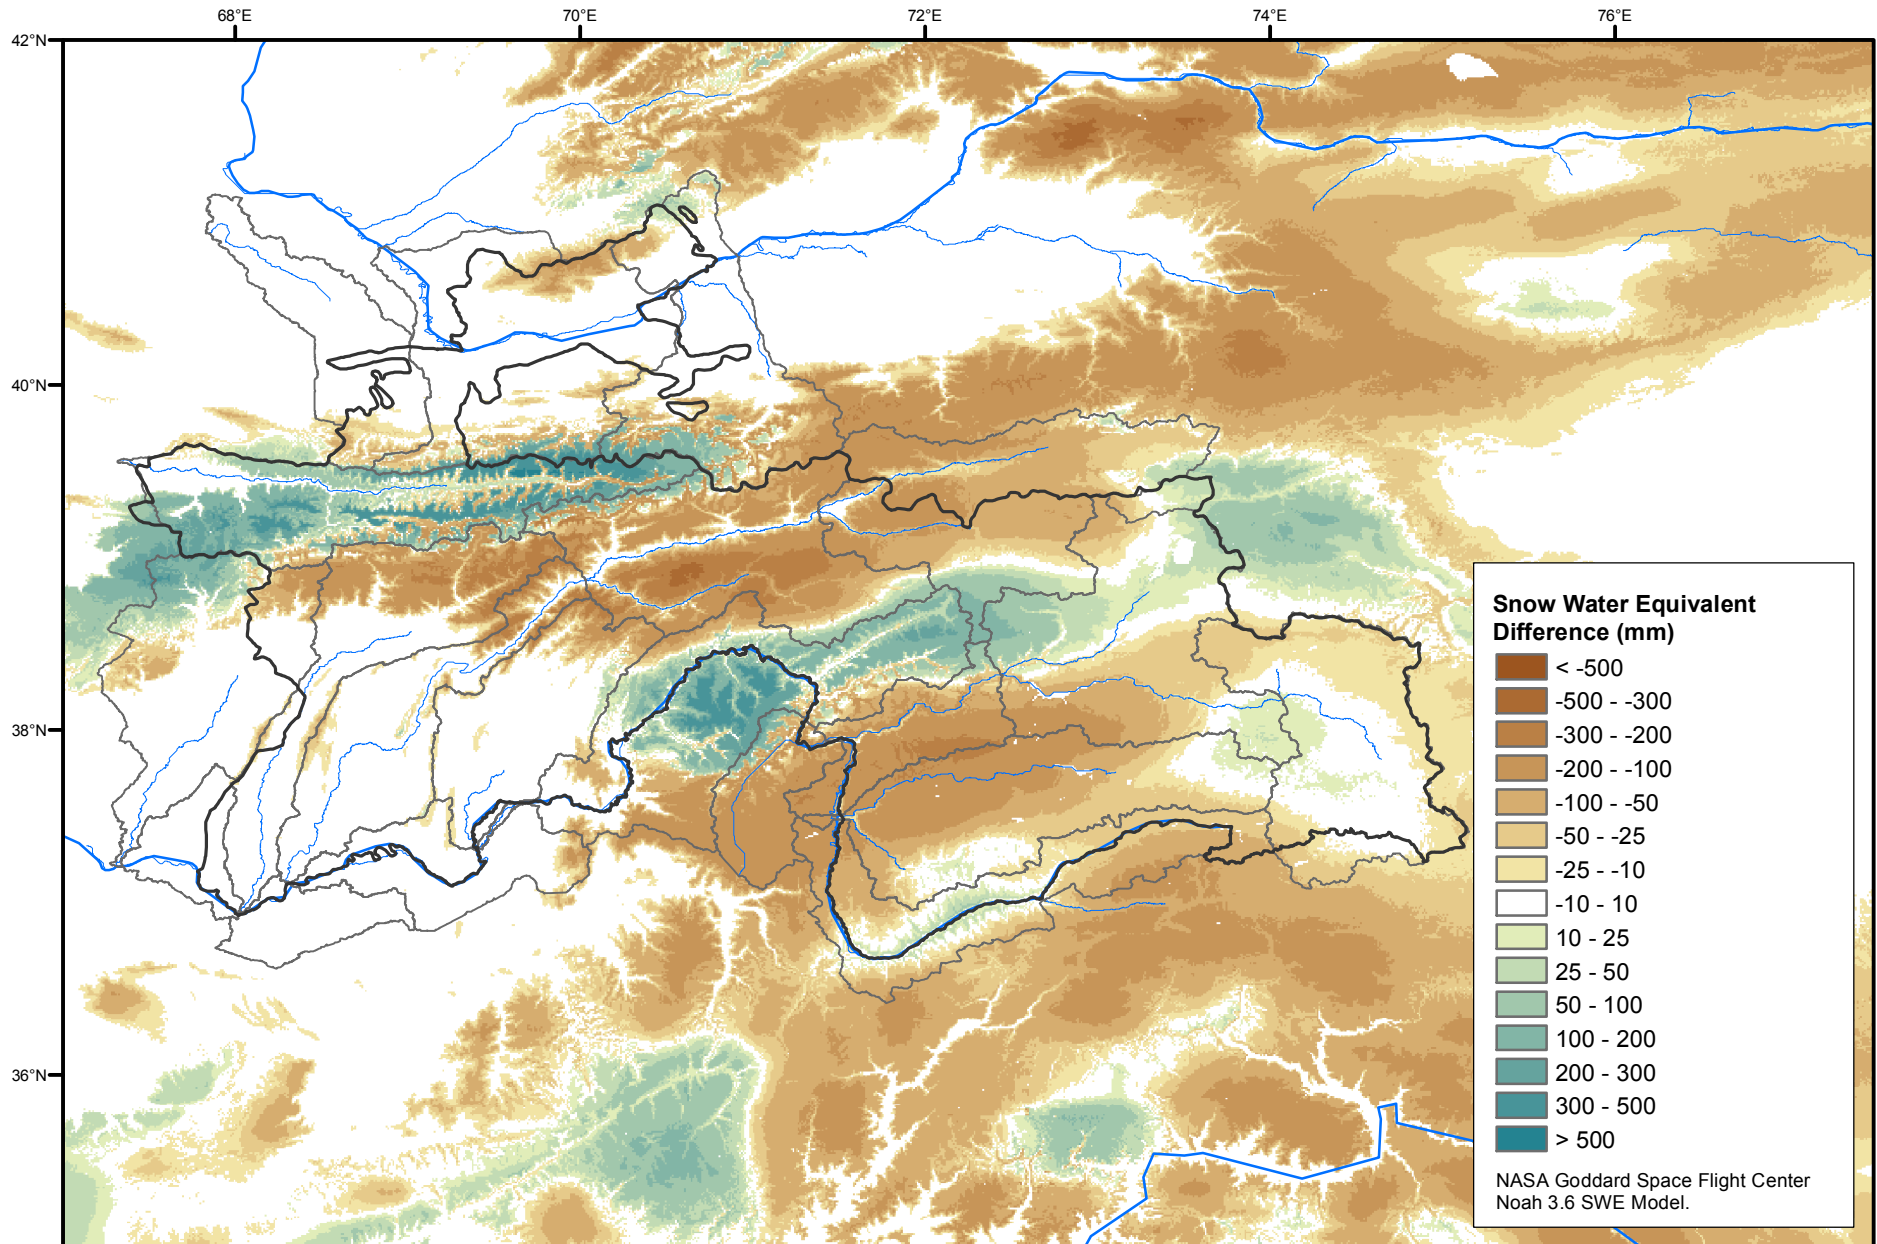 68°E 70°E 72°E 74°E 76°E
42°N
40°N
38°N
36°N
Snow Water Equivalent
Difference (mm)
< -500
-500 - -300
-300 - -200
-200 - -100
-100 - -50
-50 - -25
-25 - -10
-10 - 10
10 - 25
25 - 50
50 - 100
100 - 200
200 - 300
300 - 500
> 500
NASA Goddard Space Flight Center
Noah 3.6 SWE Model.